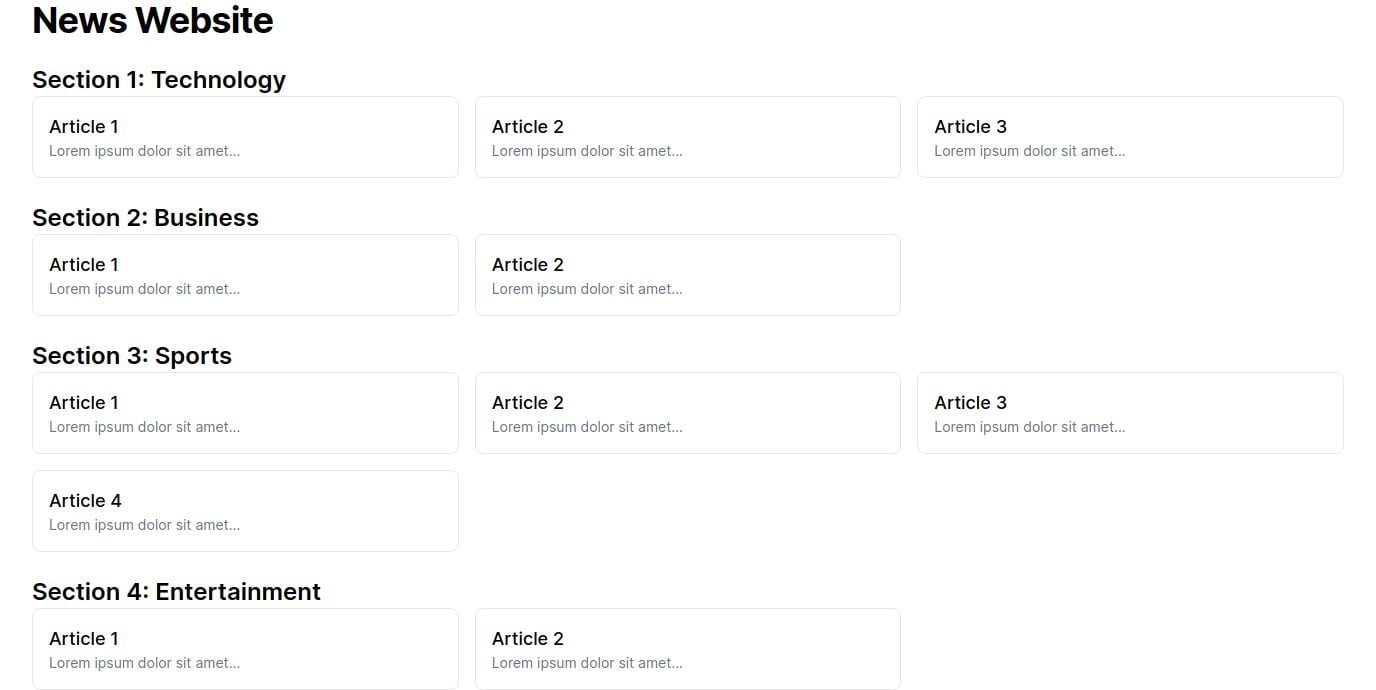 News Website
Section 1: Technology
Article 1
Lorem ipsum dolor sit amet...
Article 2
Lorem ipsum dolor sit amet...
Article 3
Lorem ipsum dolor sit amet...
Section 2: Business
Article 1
Lorem ipsum dolor sit amet...
Article 2
Lorem ipsum dolor sit amet...
Section 3: Sports
Article 1
Lorem ipsum dolor sit amet...
Article 2
Lorem ipsum dolor sit amet...
Article 3
Lorem ipsum dolor sit amet...
Article 4
Lorem ipsum dolor sit amet...
Section 4: Entertainment
Article 1
Lorem ipsum dolor sit amet...
Article 2
Lorem ipsum dolor sit amet...